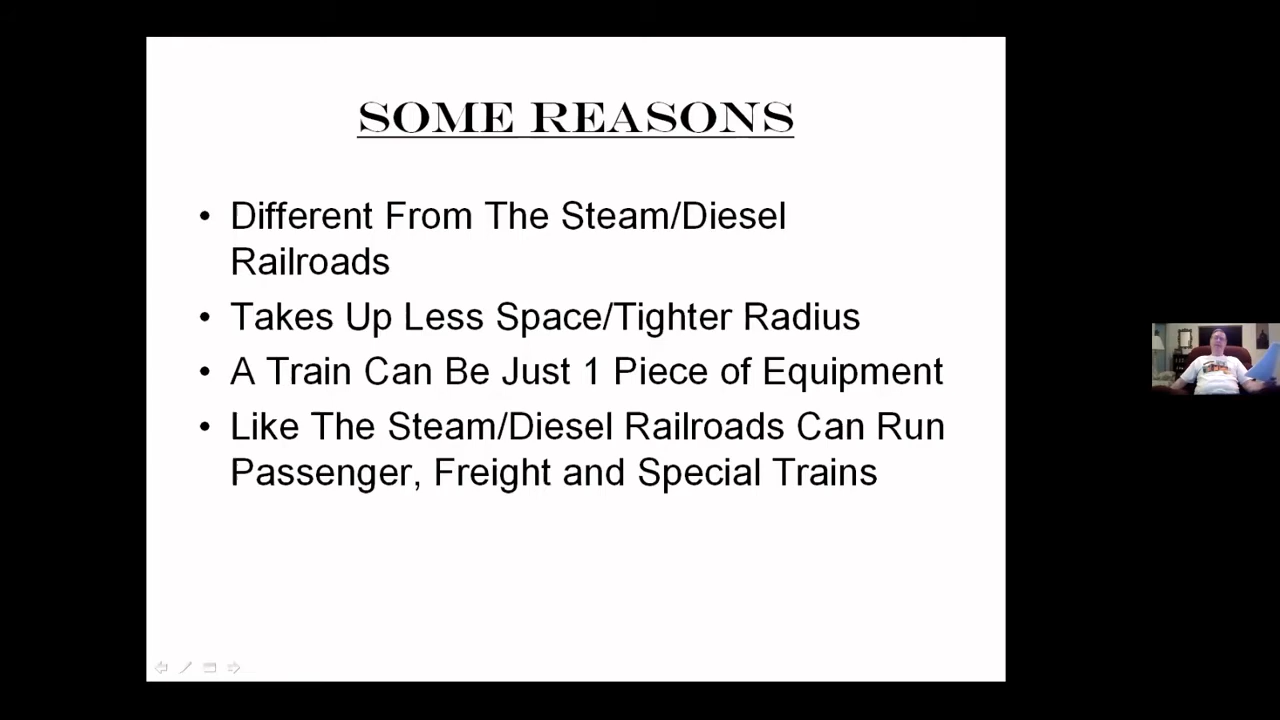 SOME REASONS
• Different From The Steam/Diesel
Railroads
• Takes Up Less Space/Tighter Radius
• A Train Can Be Just 1 Piece of Equipment
• Like The Steam/Diesel Railroads Can Run
Passenger, Freight and Special Trains